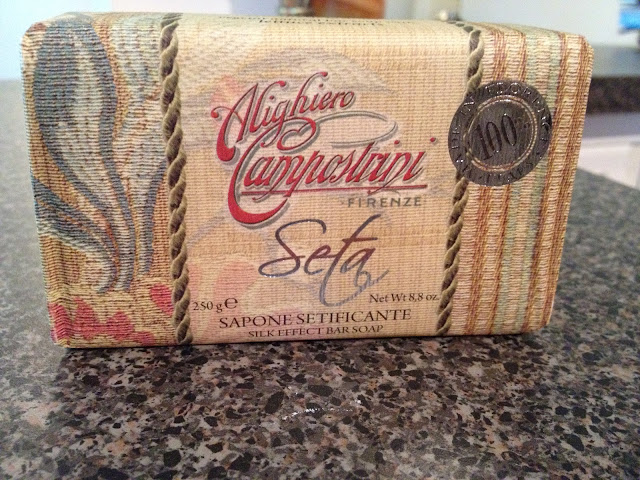 Alighiero
Campostrini
FIRENZE
100%
Seta
250 g e
Net Wt 8,8 oz.
SAPONE SETIFICANTE
SILK EFFECT BAR SOAP